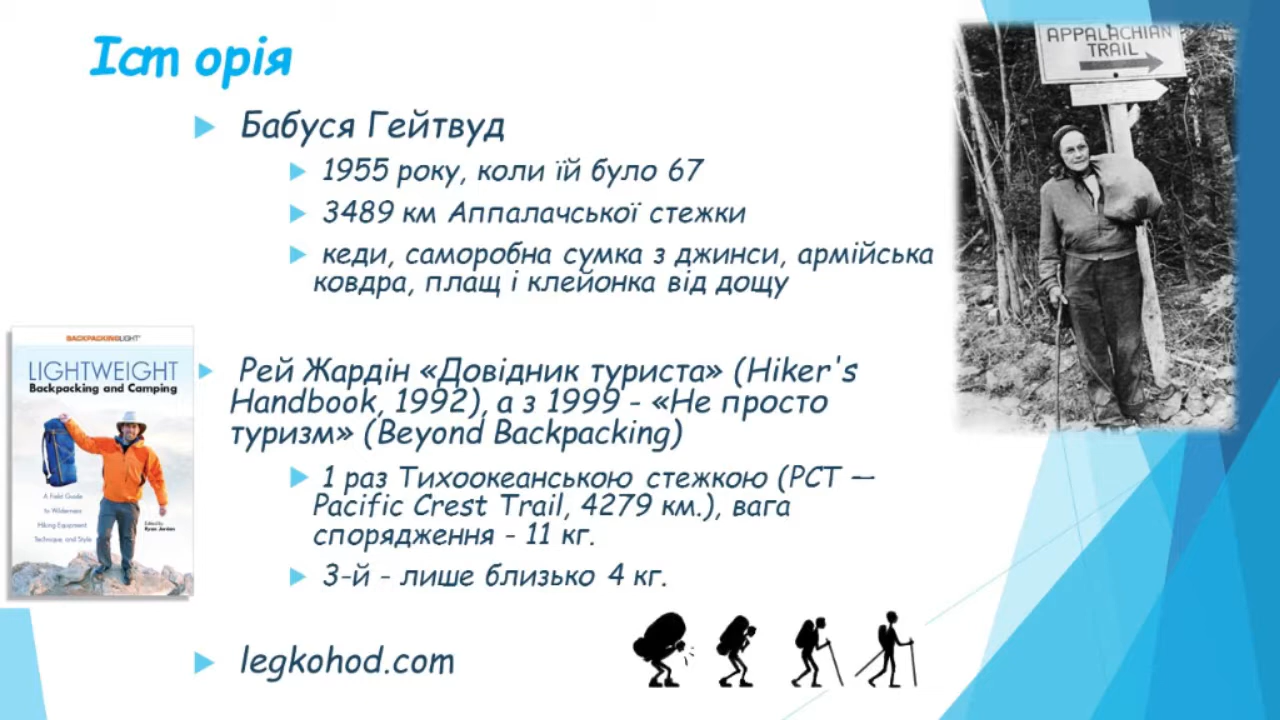 Історія
Бабуся Гейтвуд
1955 року, коли їй було 67
3489 км Аппалачської стежки
кеди, саморобна сумка з джинси, армійська
ковдра, плащ і клейонка від дощу
APPALACHIAN
TRAIL
BACKPACKINGLIGHT
LIGHTWEIGHT
Backpacking and Camping
A Field Guide
to Wilderness
Hiking Equipment
Technique, and Style
Edited by
Ryan Jordan
Рей Жардін «Довідник туриста» (Hiker's
Handbook, 1992), а з 1999 - «Не просто
туризм» (Beyond Backpacking)
1 раз Тихоокеанською стежкою (PCT —
Pacific Crest Trail, 4279 км.), вага
спорядження - 11 кг.
3-й - лише близько 4 кг.
legkohod.com